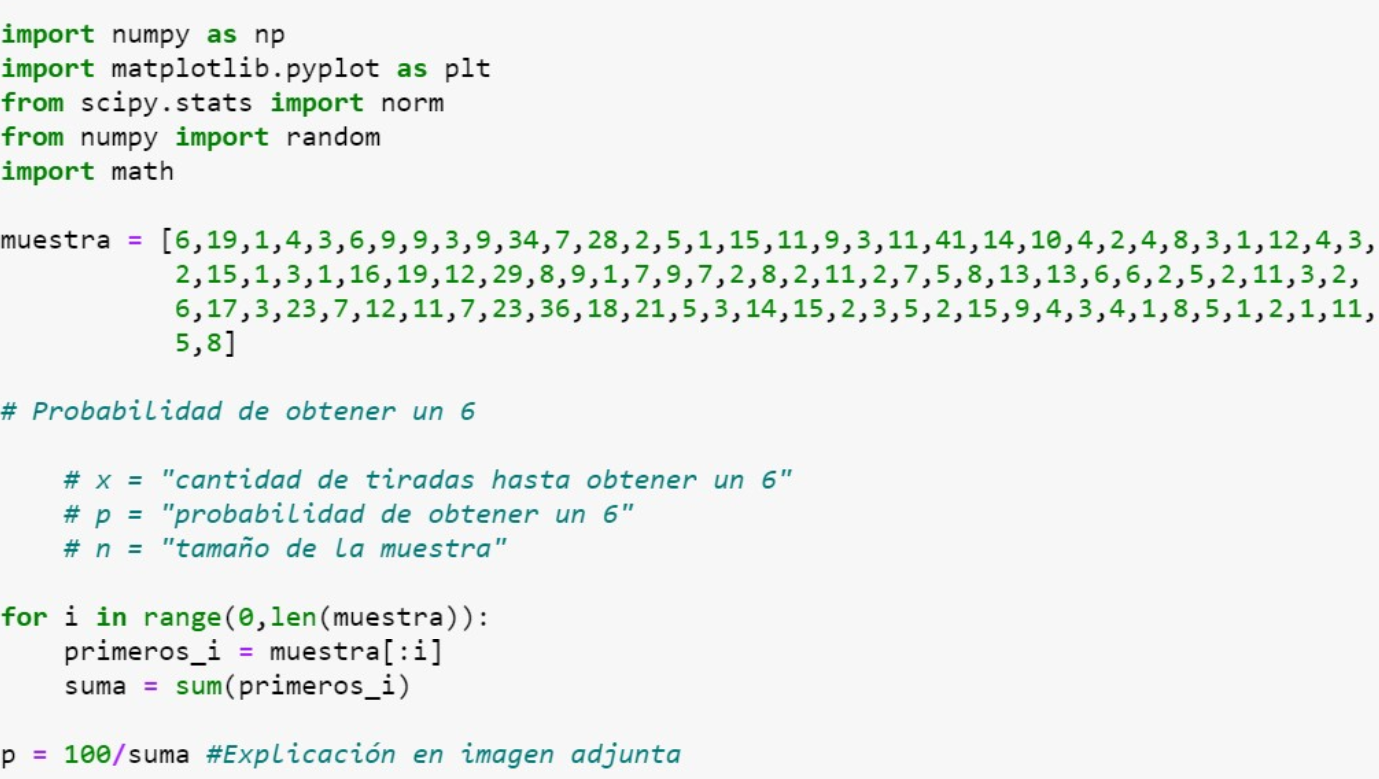 import numpy as np
import matplotlib.pyplot as plt
from scipy.stats import norm
from numpy import random
import math
muestra = [6,19,1,4,3,6,9,9,3,9,34,7,28,2,5,1,15,11,9,3,11,41,14,10,4,2,4,8,3,1,12,4,3,
2,15,1,3,1,16,19,12,29,8,9,1,7,9,7,2,8,2,11,2,7,5,8,13,13,6,6,2,5,2,11,3,2,
6,17,3,23,7,12,11,7,23,36,18,21,5,3,14,15,2,3,5,2,15,9,4,3,4,1,8,5,1,2,1,11,
5,8]
# Probabilidad de obtener un 6
# x = "cantidad de tiradas hasta obtener un 6"
# p = "probabilidad de obtener un 6"
# n = "tamaño de la muestra"
for i in range(0,len(muestra)):
primeros_i = muestra[:i]
suma = sum(primeros_i)
p = 100/suma #Explicación en imagen adjunta